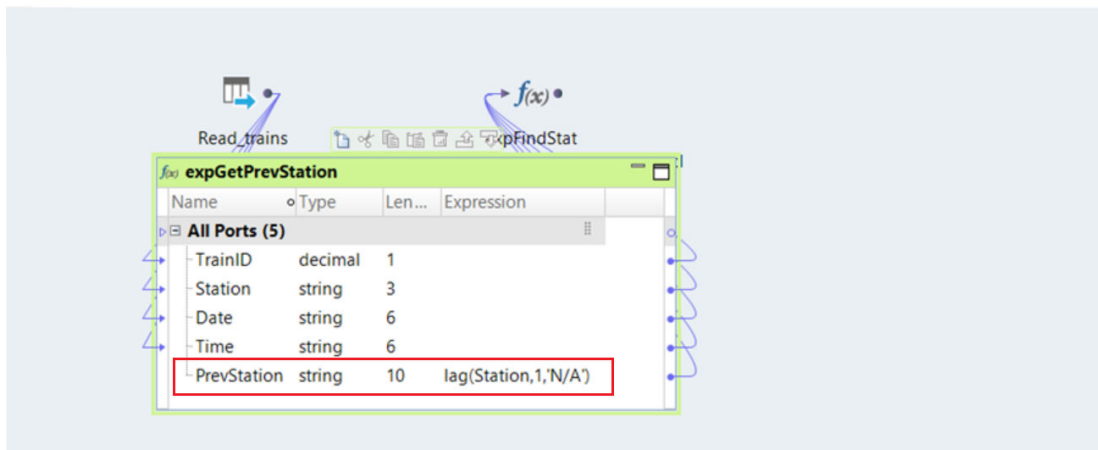 Read_trains
xpFindStat
f(x)
f(x) expGetPrevStation
Name Type Len... Expression
All Ports (5)
TrainID decimal 1
Station string 3
Date string 6
Time string 6
PrevStation string 10 lag(Station,1,'N/A')